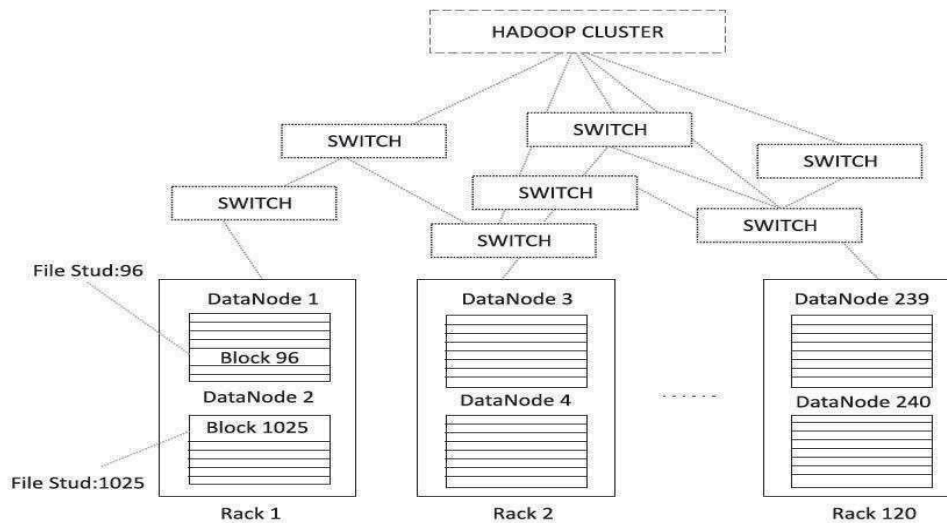 HADOOP CLUSTER
SWITCH
SWITCH
SWITCH
SWITCH
SWITCH
SWITCH
SWITCH
File Stud:96
DataNode 1
Block 96
DataNode 2
Block 1025
File Stud:1025
Rack 1
DataNode 3
DataNode 4
Rack 2
......
DataNode 239
DataNode 240
Rack 120